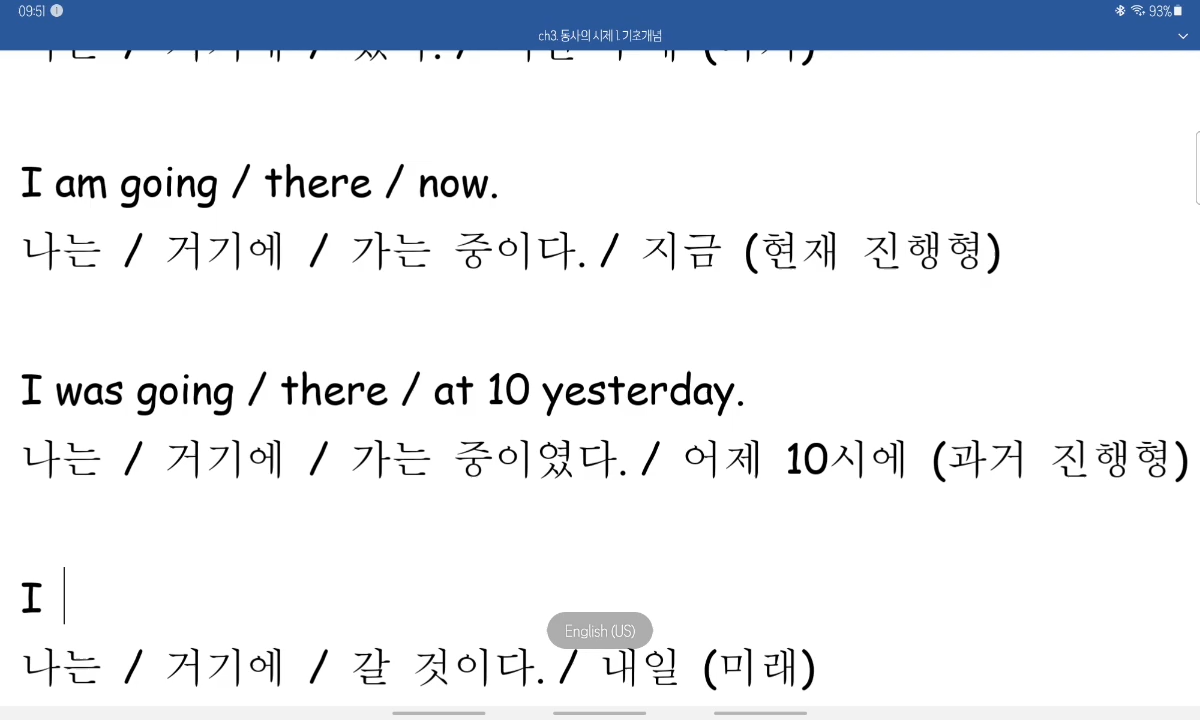 09:51
93%
ch3. 동사의 시제 1. 기초개념
I am going / there / now.
나는 / 거기에 / 가는 중이다. / 지금 (현재 진행형)
I was going / there / at 10 yesterday.
나는 / 거기에 / 가는 중이였다. / 어제 10시에 (과거 진행형)
I
English (US)
나는 / 거기에 / 갈 것이다. / 내일 (미래)